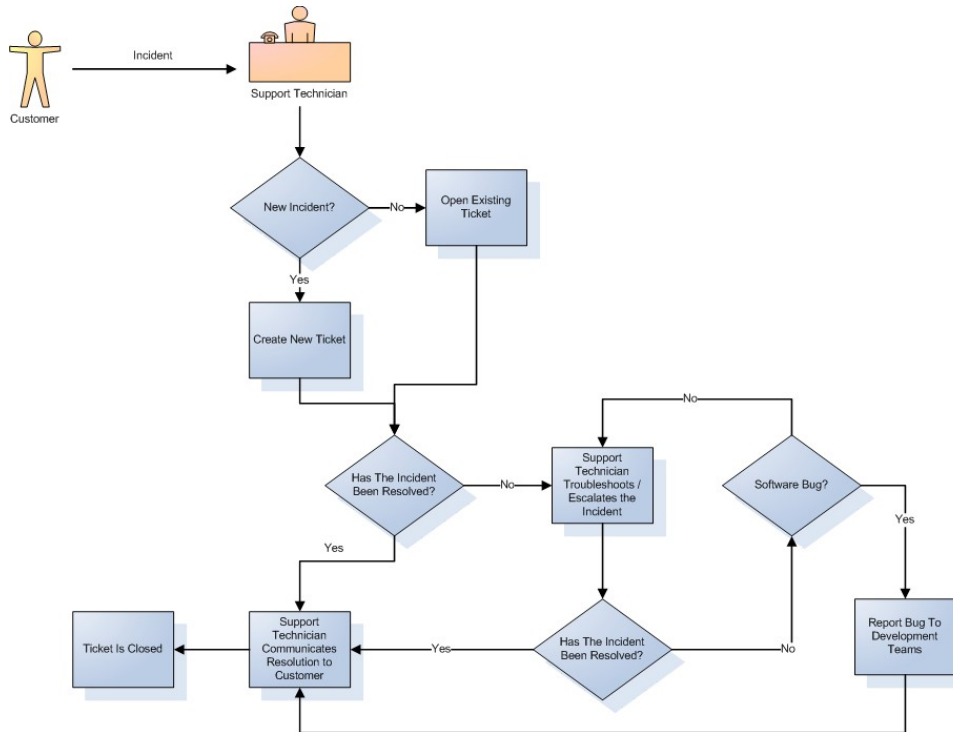 Incident
Customer
Support Technician
New Incident?
No
Open Existing
Ticket
Yes
Create New Ticket
No
Has The Incident
Been Resolved?
No
Support
Technician
Troubleshoots /
Escalates the
Incident
Software Bug?
Yes
Yes
Ticket Is Closed
Support
Technician
Communicates
Resolution to
Customer
Yes
Has The Incident
Been Resolved?
No
Report Bug To
Development
Teams